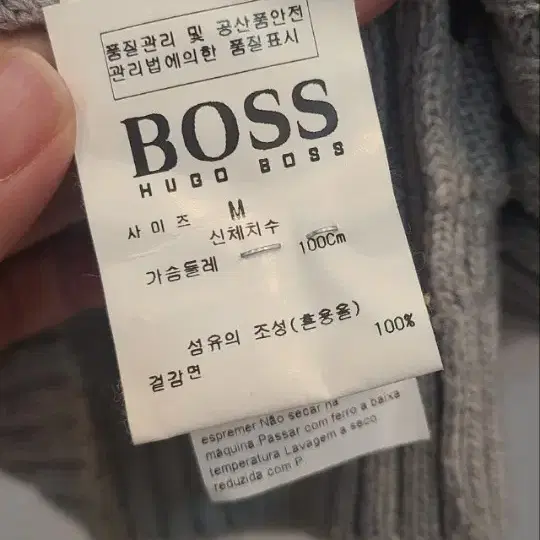 품질관리 및 공산품안전
관리법에의한 품질표시
BOSS
HUGO BOSS
사이즈 M
신체치수
가슴둘레 100Cm
섬유의 조성(혼용율)
겉감면 100%
espremer Não secar na
máquina Passar com ferro a baixa
temperatura Lavagem a seco
reduzida com P